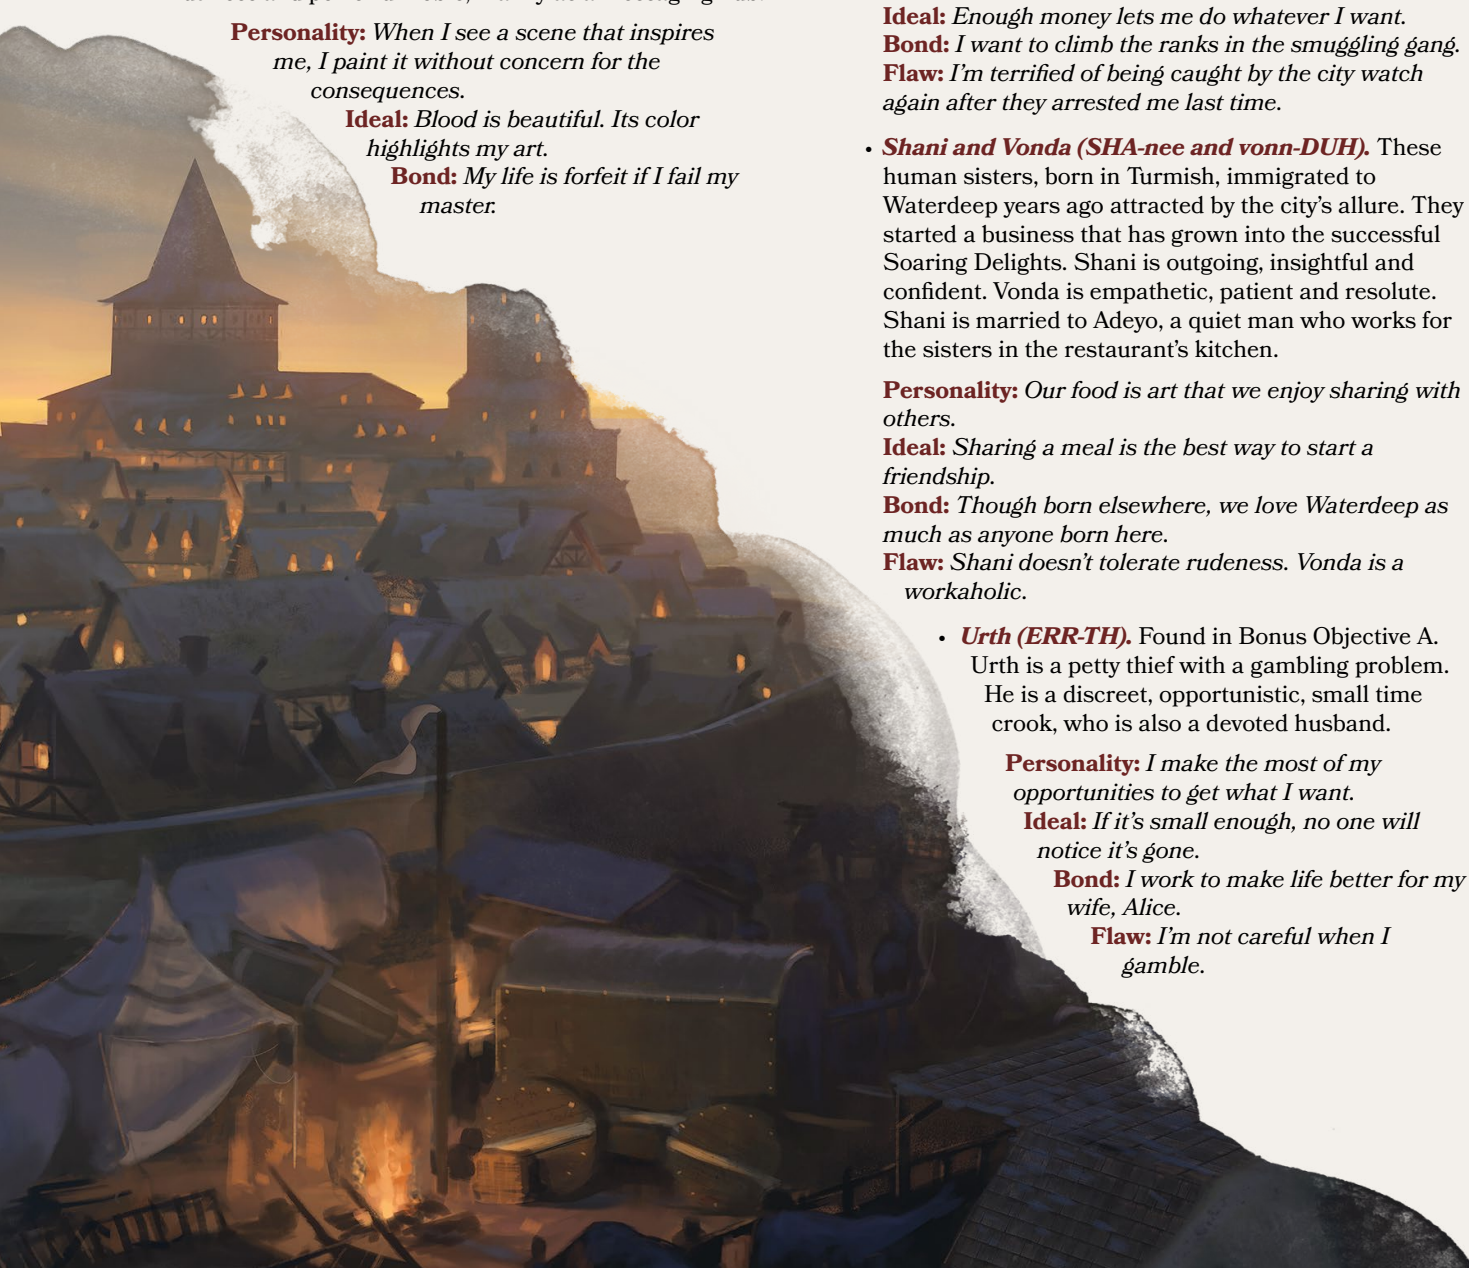 Personality: When I see a scene that inspires
me, I paint it without concern for the
consequences.
Ideal: Blood is beautiful. Its color
highlights my art.
Bond: My life is forfeit if I fail my
master.
Ideal: Enough money lets me do whatever I want.
Bond: I want to climb the ranks in the smuggling gang.
Flaw: I'm terrified of being caught by the city watch
again after they arrested me last time.
• Shani and Vonda (SHA-nee and vonn-DUH). These
human sisters, born in Turmish, immigrated to
Waterdeep years ago attracted by the city's allure. They
started a business that has grown into the successful
Soaring Delights. Shani is outgoing, insightful and
confident. Vonda is empathetic, patient and resolute.
Shani is married to Adeyo, a quiet man who works for
the sisters in the restaurant's kitchen.
Personality: Our food is art that we enjoy sharing with
others.
Ideal: Sharing a meal is the best way to start a
friendship.
Bond: Though born elsewhere, we love Waterdeep as
much as anyone born here.
Flaw: Shani doesn't tolerate rudeness. Vonda is a
workaholic.
• Urth (ERR-TH). Found in Bonus Objective A.
Urth is a petty thief with a gambling problem.
He is a discreet, opportunistic, small time
crook, who is also a devoted husband.
Personality: I make the most of my
opportunities to get what I want.
Ideal: If it's small enough, no one will
notice it's gone.
Bond: I work to make life better for my
wife, Alice.
Flaw: I'm not careful when I
gamble.